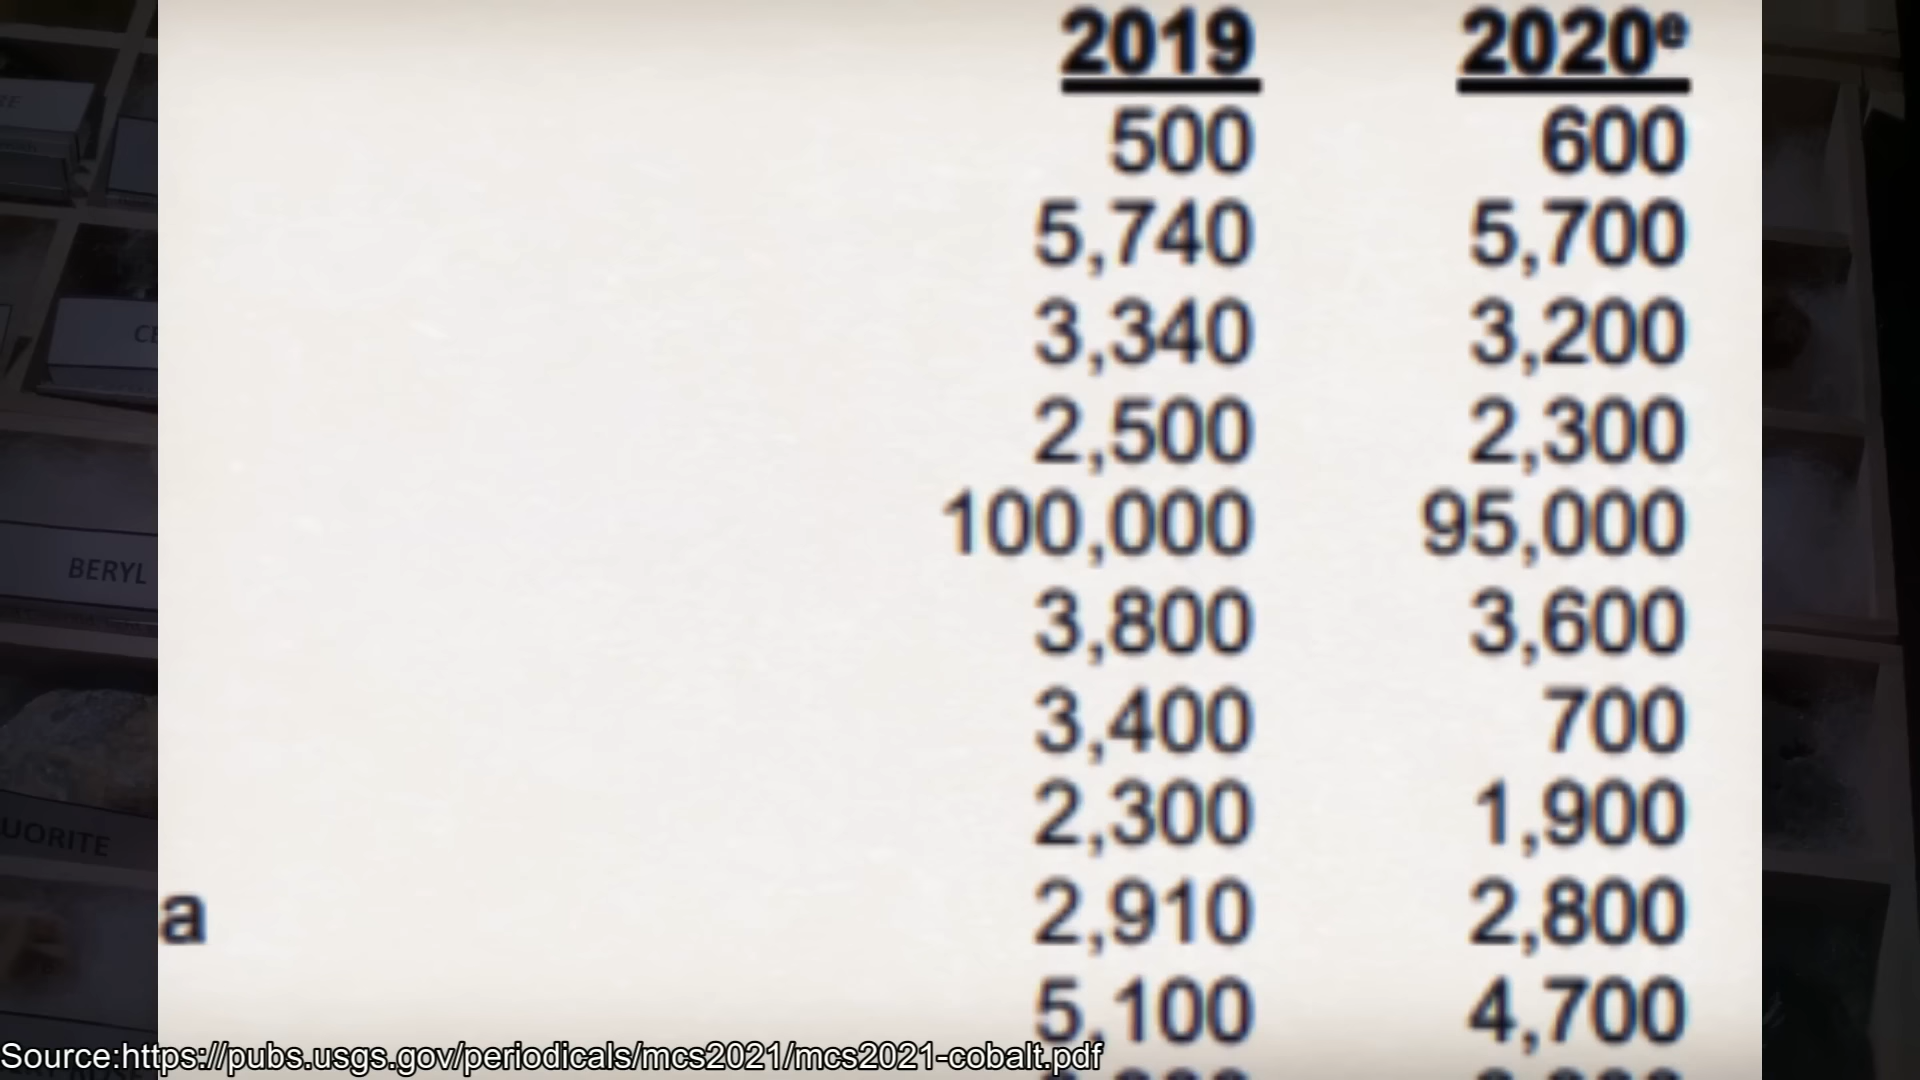 2019 2020ᵉ
500 600
5,740 5,700
3,340 3,200
2,500 2,300
100,000 95,000
3,800 3,600
3,400 700
2,300 1,900
a 2,910 2,800
5,100 4,700
Source:https://pubs.usgs.gov/periodicals/mcs2021/mcs2021-cobalt.pdf
BERYL
UORITE